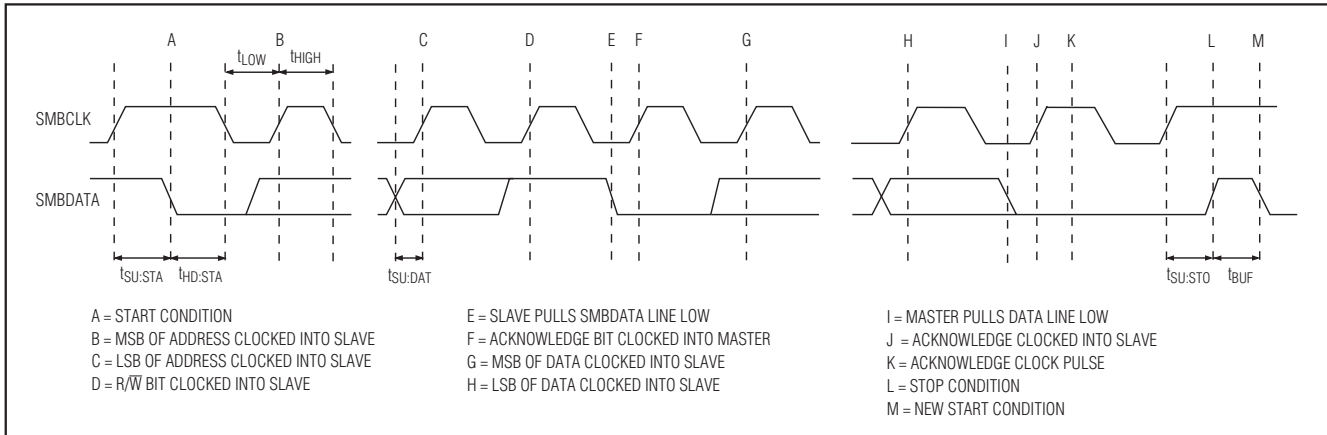 A B C D E F G H I J K L M
tLOW tHIGH
SMBCLK
SMBDATA
tSU:STA tHD:STA tSU:DAT tSU:STO tBUF
A = START CONDITION
B = MSB OF ADDRESS CLOCKED INTO SLAVE
C = LSB OF ADDRESS CLOCKED INTO SLAVE
D = R/W̅ BIT CLOCKED INTO SLAVE
E = SLAVE PULLS SMBDATA LINE LOW
F = ACKNOWLEDGE BIT CLOCKED INTO MASTER
G = MSB OF DATA CLOCKED INTO SLAVE
H = LSB OF DATA CLOCKED INTO SLAVE
I = MASTER PULLS DATA LINE LOW
J = ACKNOWLEDGE CLOCKED INTO SLAVE
K = ACKNOWLEDGE CLOCK PULSE
L = STOP CONDITION
M = NEW START CONDITION